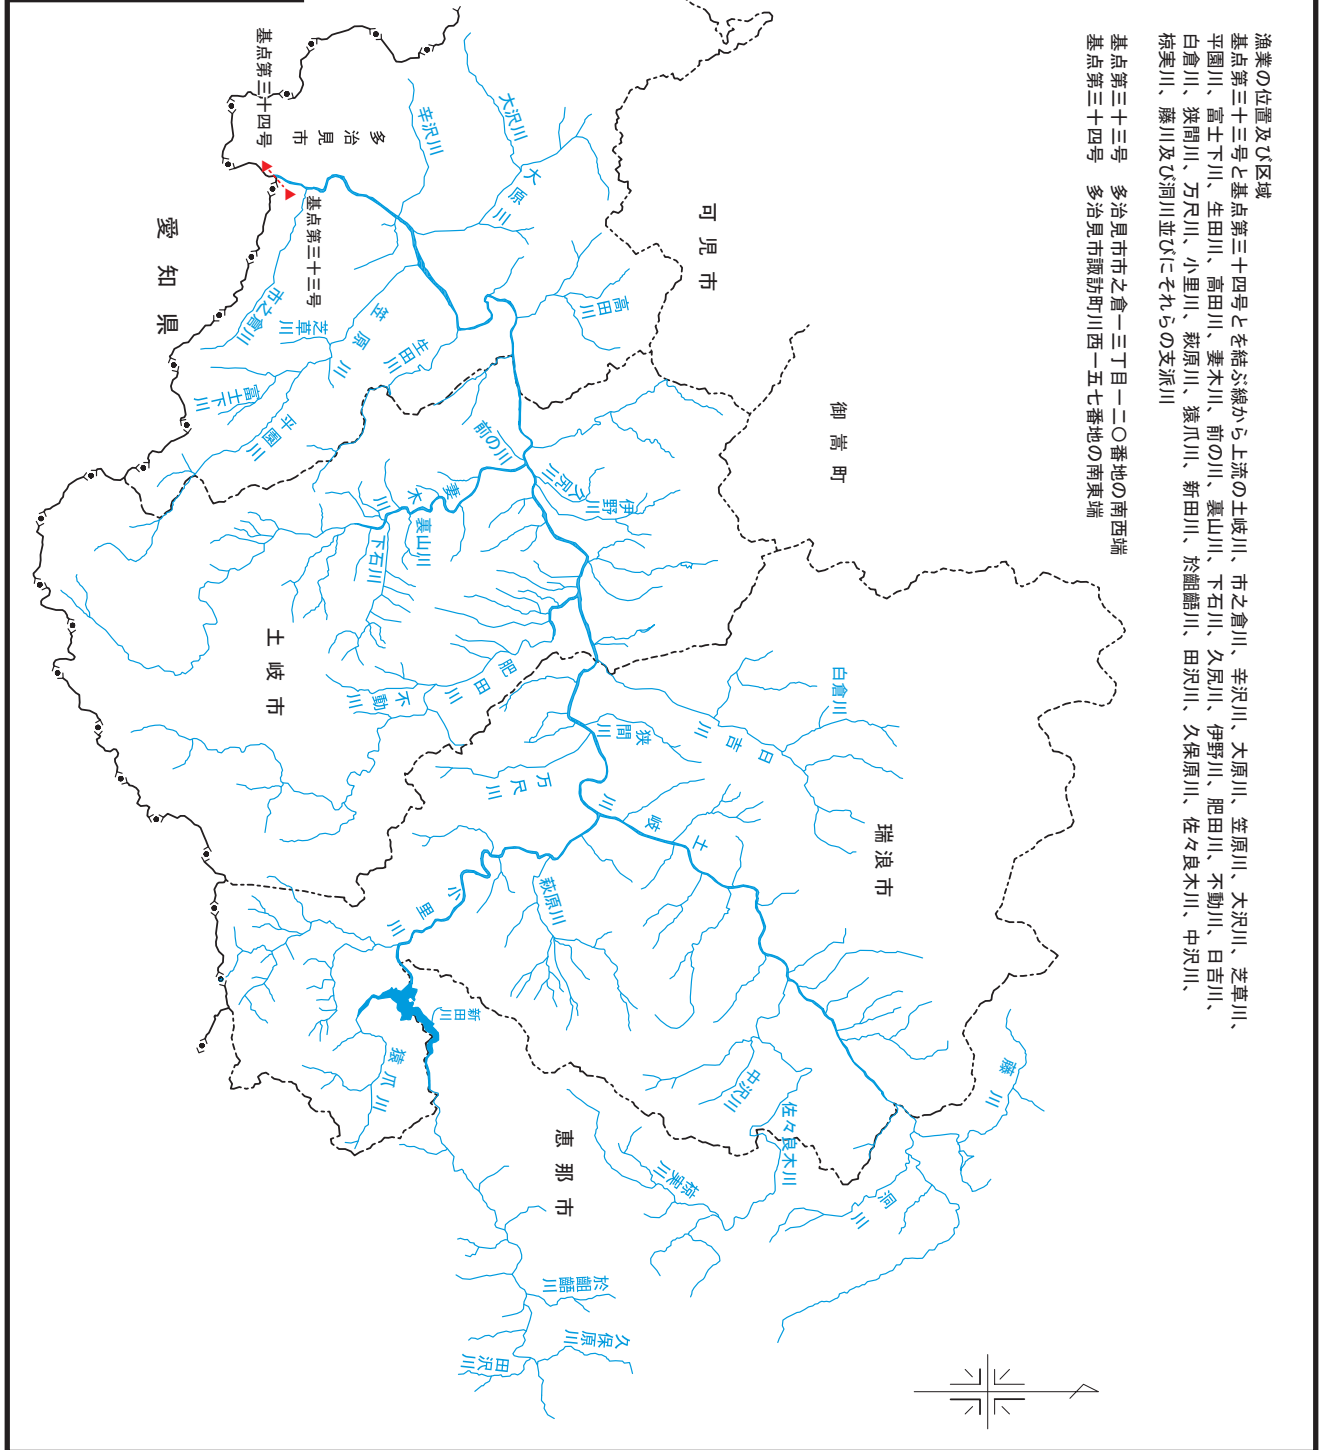 漁業の位置及び区域
基点第三十三号と基点第三十四号とを結ぶ線から上流の土岐川、市之倉川、辛沢川、大原川、笠原川、大沢川、芝草川、
平園川、富士下川、生田川、高田川、妻木川、前の川、裏山川、下石川、久尻川、伊野川、肥田川、不動川、日吉川、
白倉川、狭間川、万尺川、小里川、萩原川、猿爪川、新田川、於齟齬川、田沢川、久保原川、佐々良木川、中沢川、
椋実川、藤川及び洞川並びにそれらの支派川
基点第三十三号　多治見市市之倉一三丁目一二〇番地の南西端
基点第三十四号　多治見市諏訪町川西一五七番地の南東端
基点第三十四号
基点第三十三号
多治見市
愛知県
可児市
御嵩町
土岐市
瑞浪市
恵那市
大沢川
辛沢川
大原川
高田川
市之倉川
芝草川
笠原川
生田川
富士下川
平園川
前の川
久尻川
伊野川
妻木川
裏山川
下石川
肥田川
不動川
白倉川
日吉川
狭間川
万尺川
土岐川
萩原川
小里川
新田川
猿爪川
中沢川
佐々良木川
椋実川
藤川
洞川
於齟齬川
久保原川
田沢川